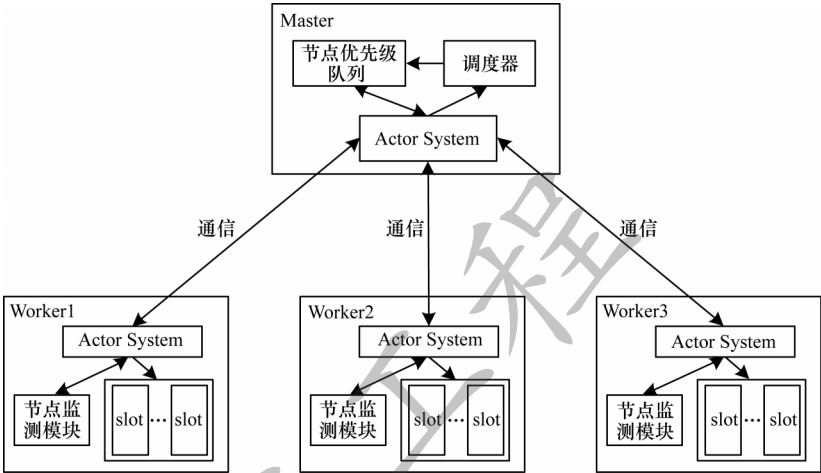 Master
节点优先级
队列
调度器
Actor System
通信
通信
通信
Worker1
Actor System
节点监
测模块
slot … slot
Worker2
Actor System
节点监
测模块
slot … slot
Worker3
Actor System
节点监
测模块
slot … slot
工程